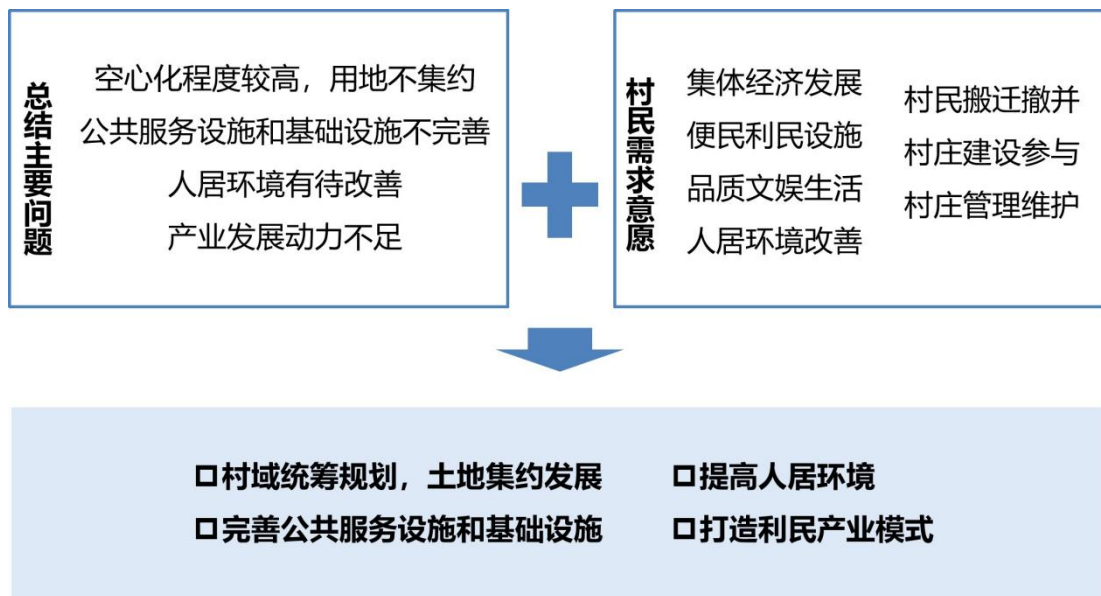 总结主要问题
空心化程度较高，用地不集约
公共服务设施和基础设施不完善
人居环境有待改善
产业发展动力不足
村民需求意愿
集体经济发展
便民利民设施
品质文娱生活
人居环境改善
村民搬迁撤并
村庄建设参与
村庄管理维护
村域统筹规划，土地集约发展
完善公共服务设施和基础设施
提高人居环境
打造利民产业模式